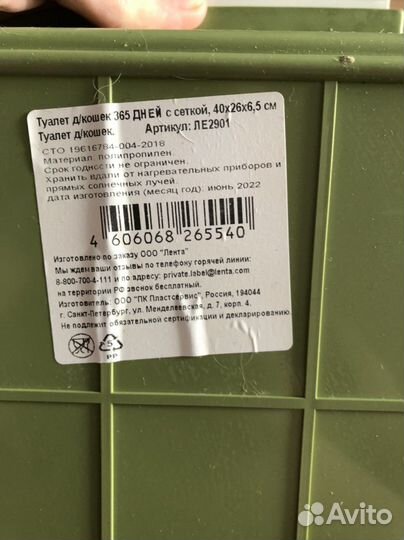 Туалет д/кошек 365 ДНЕЙ с сеткой, 40х26х6,5 см
Туалет д/кошек. Артикул: ЛЕ2901
СТО 19616784-004-2018
Материал: полипропилен.
Срок годности не ограничен.
Хранить вдали от нагревательных приборов и
прямых солнечных лучей.
дата изготовления (месяц год): июнь 2022
4 606068 265540
Изготовлено по заказу ООО "Лента"
Мы ждем ваши отзывы по телефону горячей линии:
8-800-700-4-111 и по адресу: private.label@lenta.com
на территории РФ звонок бесплатный.
Изготовитель: ООО "ПК Пластсервис", Россия, 194044
г. Санкт-Петербург, ул. Менделеевская, д. 7, корп. 4.
Не подлежит обязательной сертификации и декларированию.
5
PP
Avito